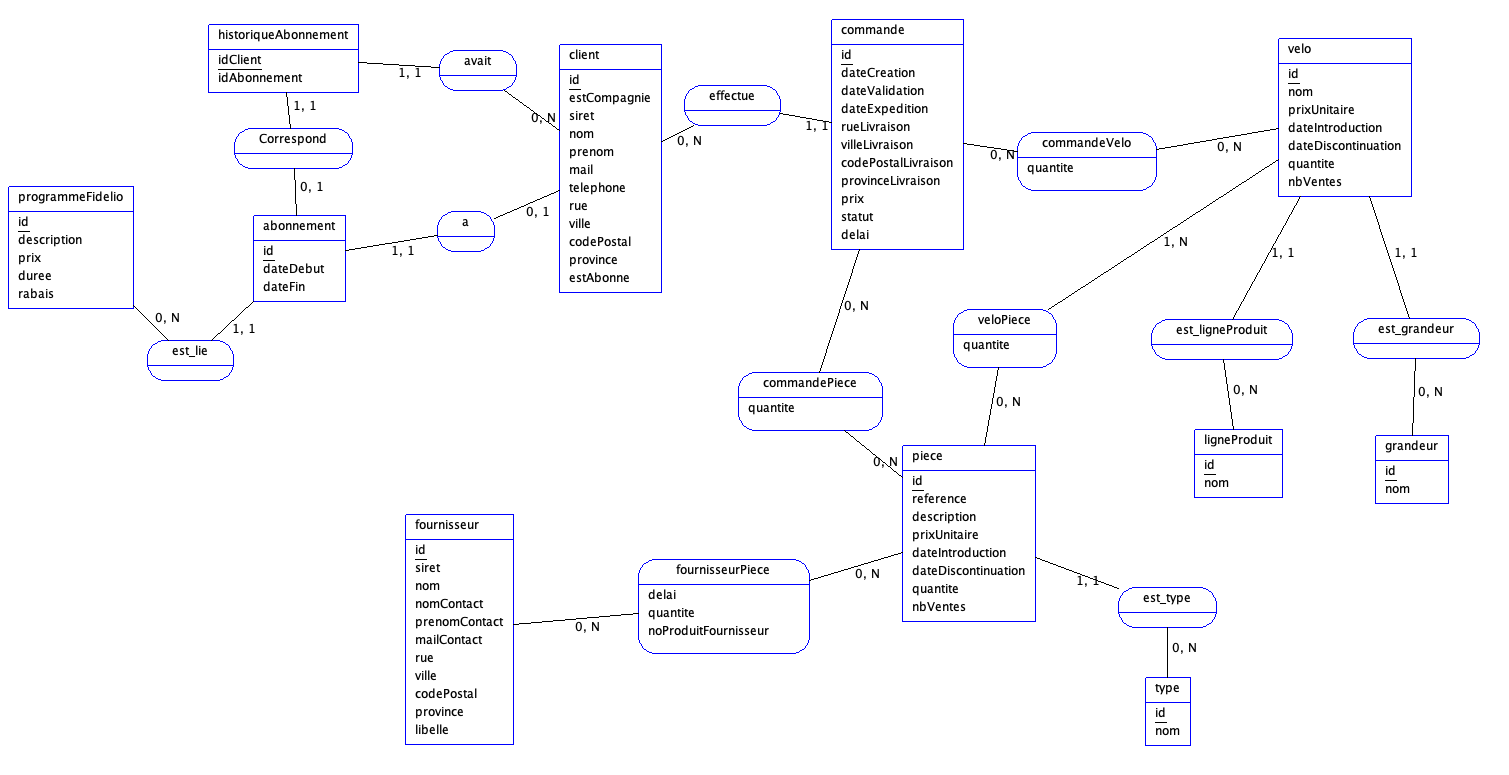 historiqueAbonnement
idClient
idAbonnement
1, 1
avait
0, N
1, 1
Correspond
0, 1
programmeFidelio
id
description
prix
duree
rabais
abonnement
id
dateDebut
dateFin
1, 1
a
0, 1
0, N
1, 1
est_lie
client
id
estCompagnie
siret
nom
prenom
mail
telephone
rue
ville
codePostal
province
estAbonne
0, N
effectue
1, 1
commande
id
dateCreation
dateValidation
dateExpedition
rueLivraison
villeLivraison
codePostalLivraison
provinceLivraison
prix
statut
delai
0, N
commandeVelo
quantite
0, N
velo
id
nom
prixUnitaire
dateIntroduction
dateDiscontinuation
quantite
nbVentes
1, N
1, 1
1, 1
0, N
veloPiece
quantite
est_ligneProduit
est_grandeur
commandePiece
quantite
0, N
0, N
0, N
0, N
ligneProduit
id
nom
grandeur
id
nom
piece
id
reference
description
prixUnitaire
dateIntroduction
dateDiscontinuation
quantite
nbVentes
fournisseur
id
siret
nom
nomContact
prenomContact
mailContact
rue
ville
codePostal
province
libelle
0, N
fournisseurPiece
delai
quantite
noProduitFournisseur
0, N
1, 1
est_type
0, N
type
id
nom